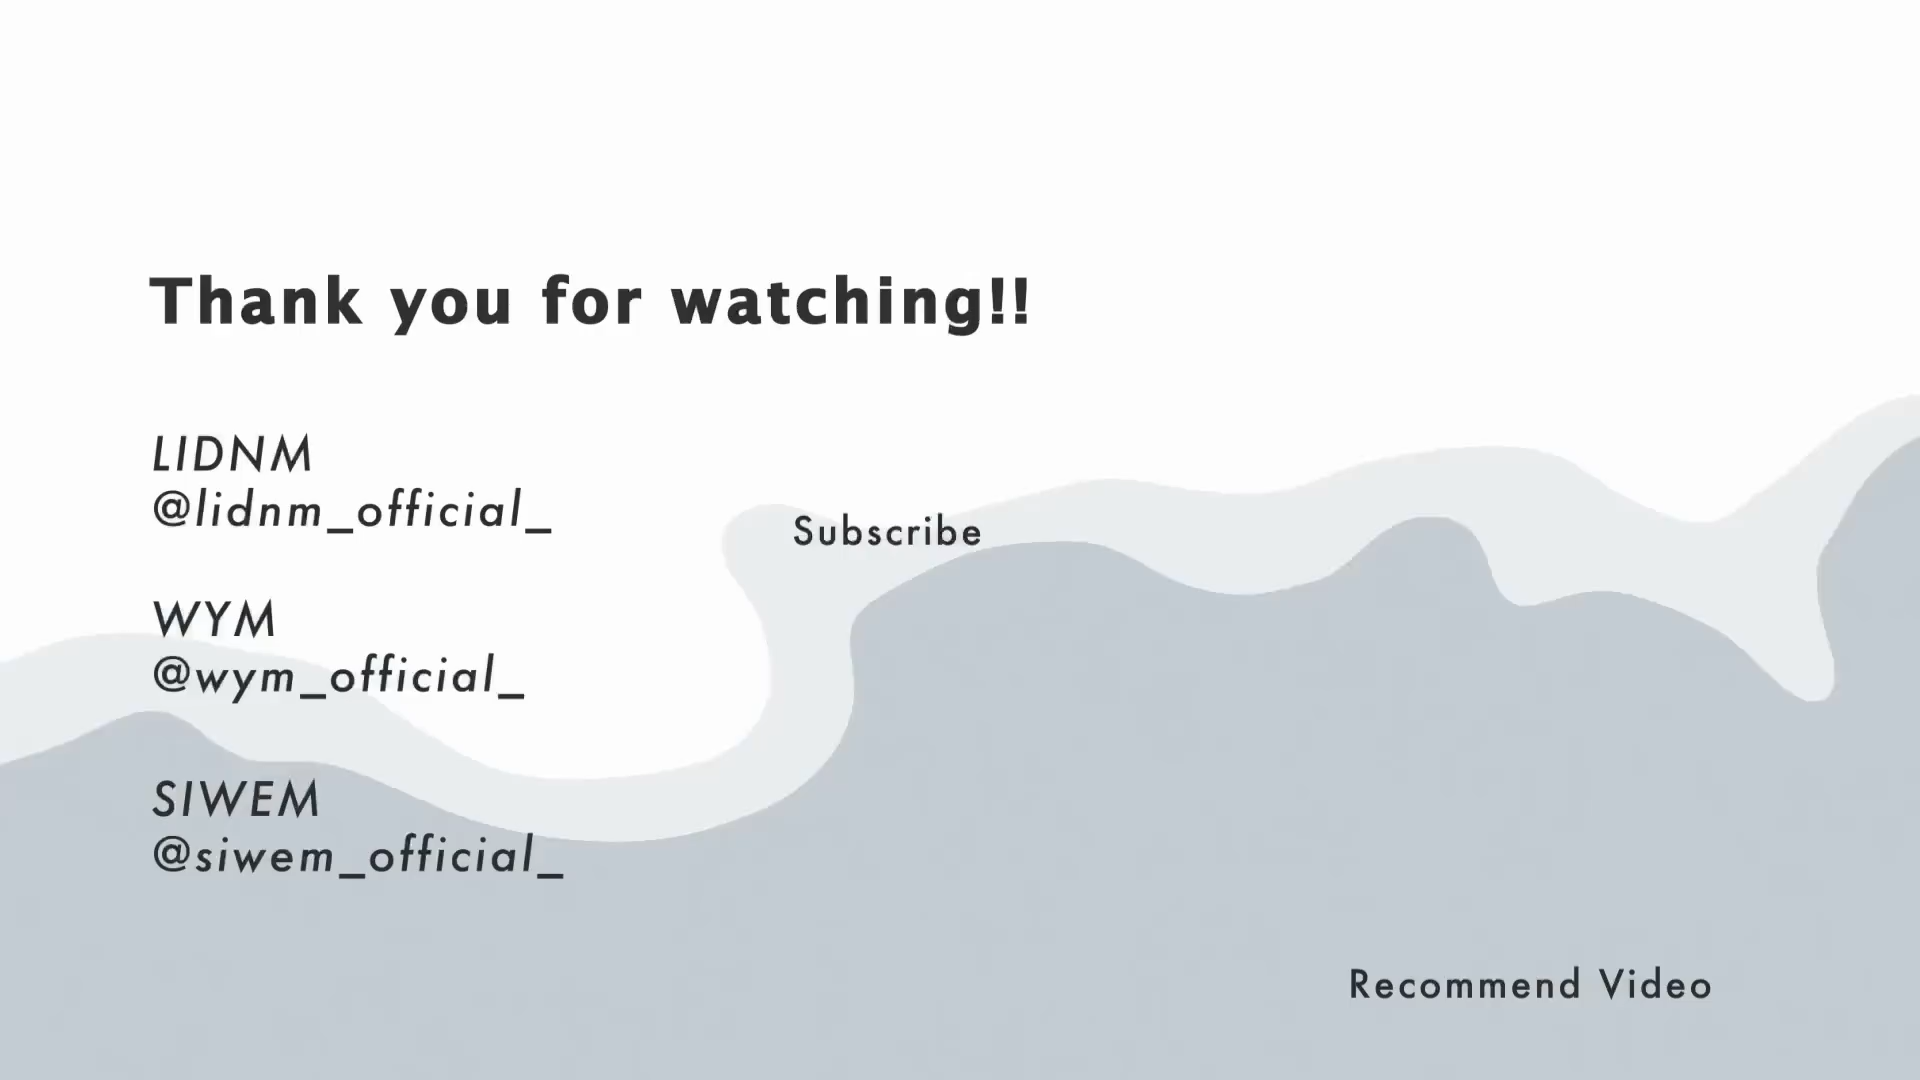 Thank you for watching!!
LIDNM
@lidnm_official_
WYM
@wym_official_
SIWEM
@siwem_official_
Subscribe
Recommend Video